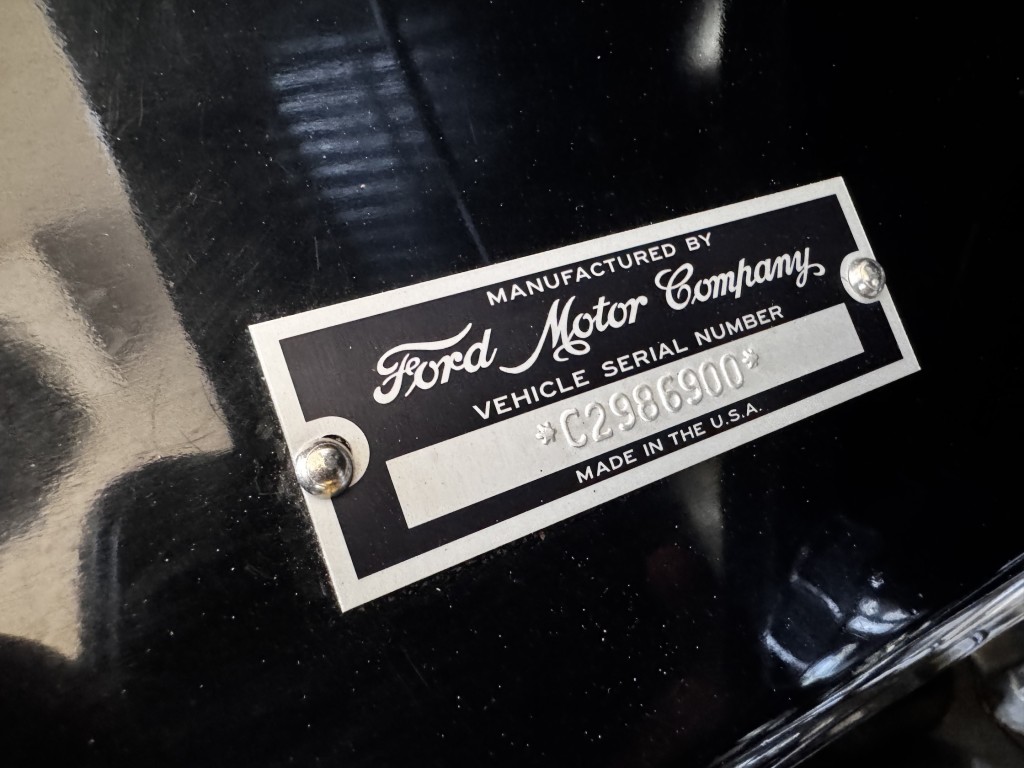 MANUFACTURED BY
Ford Motor Company
VEHICLE SERIAL NUMBER
*C2986900*
MADE IN THE U.S.A.